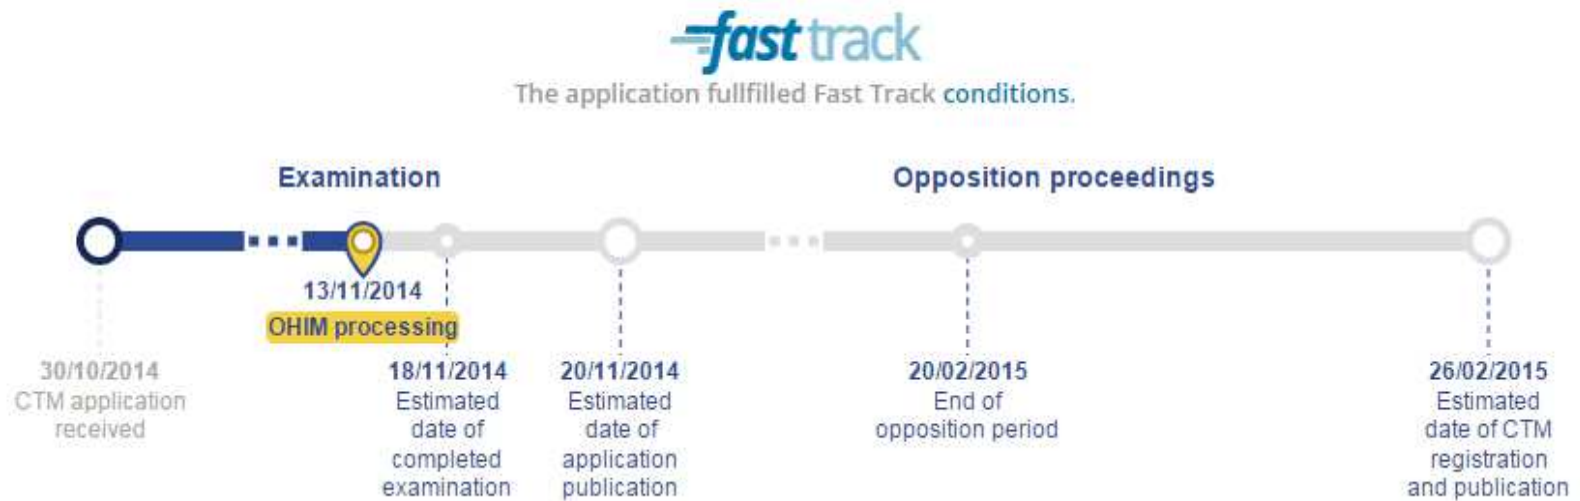 fast track
The application fullfilled Fast Track conditions.
Examination
Opposition proceedings
13/11/2014
OHIM processing
30/10/2014
CTM application
received
18/11/2014
Estimated
date of
completed
examination
20/11/2014
Estimated
date of
application
publication
20/02/2015
End of
opposition period
26/02/2015
Estimated
date of CTM
registration
and publication